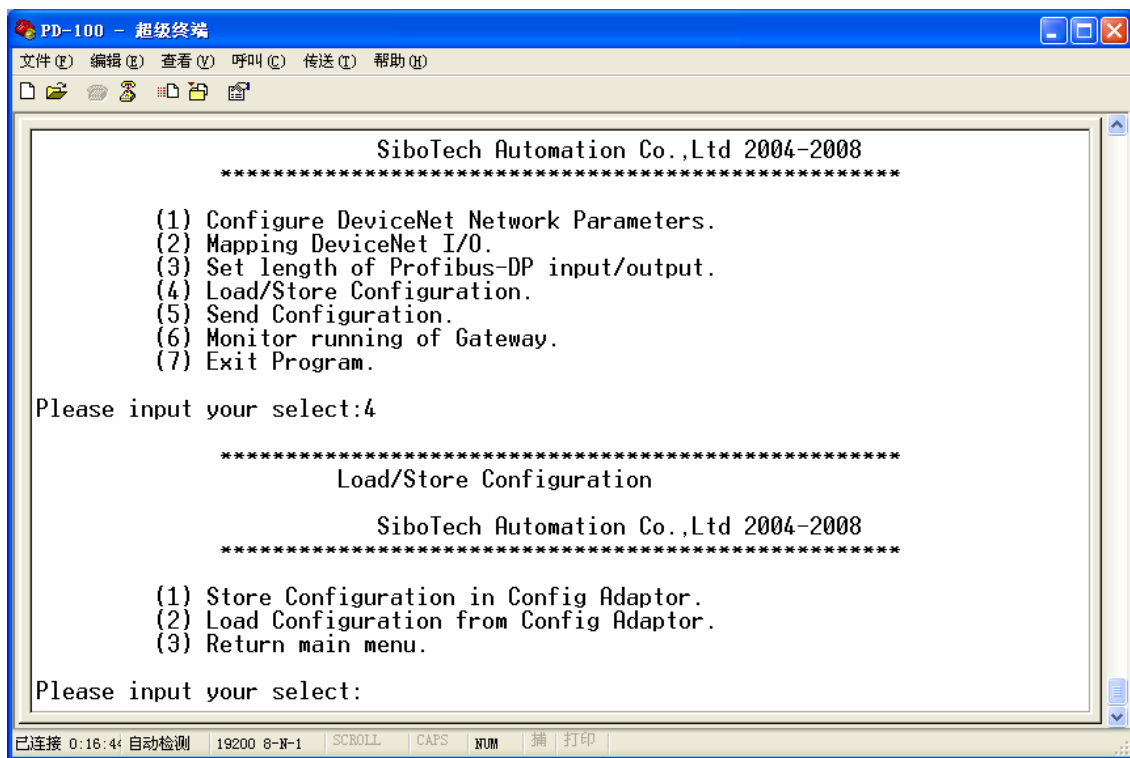 PD-100 - 超级终端
文件(F) 编辑(E) 查看(V) 呼叫(C) 传送(T) 帮助(H)
SiboTech Automation Co.,Ltd 2004-2008
****************************************************
(1) Configure DeviceNet Network Parameters.
(2) Mapping DeviceNet I/O.
(3) Set length of Profibus-DP input/output.
(4) Load/Store Configuration.
(5) Send Configuration.
(6) Monitor running of Gateway.
(7) Exit Program.
Please input your select:4
****************************************************
Load/Store Configuration
SiboTech Automation Co.,Ltd 2004-2008
****************************************************
(1) Store Configuration in Config Adaptor.
(2) Load Configuration from Config Adaptor.
(3) Return main menu.
Please input your select:
已连接 0:16:44 自动检测 19200 8-N-1 SCROLL CAPS NUM 捕 打印